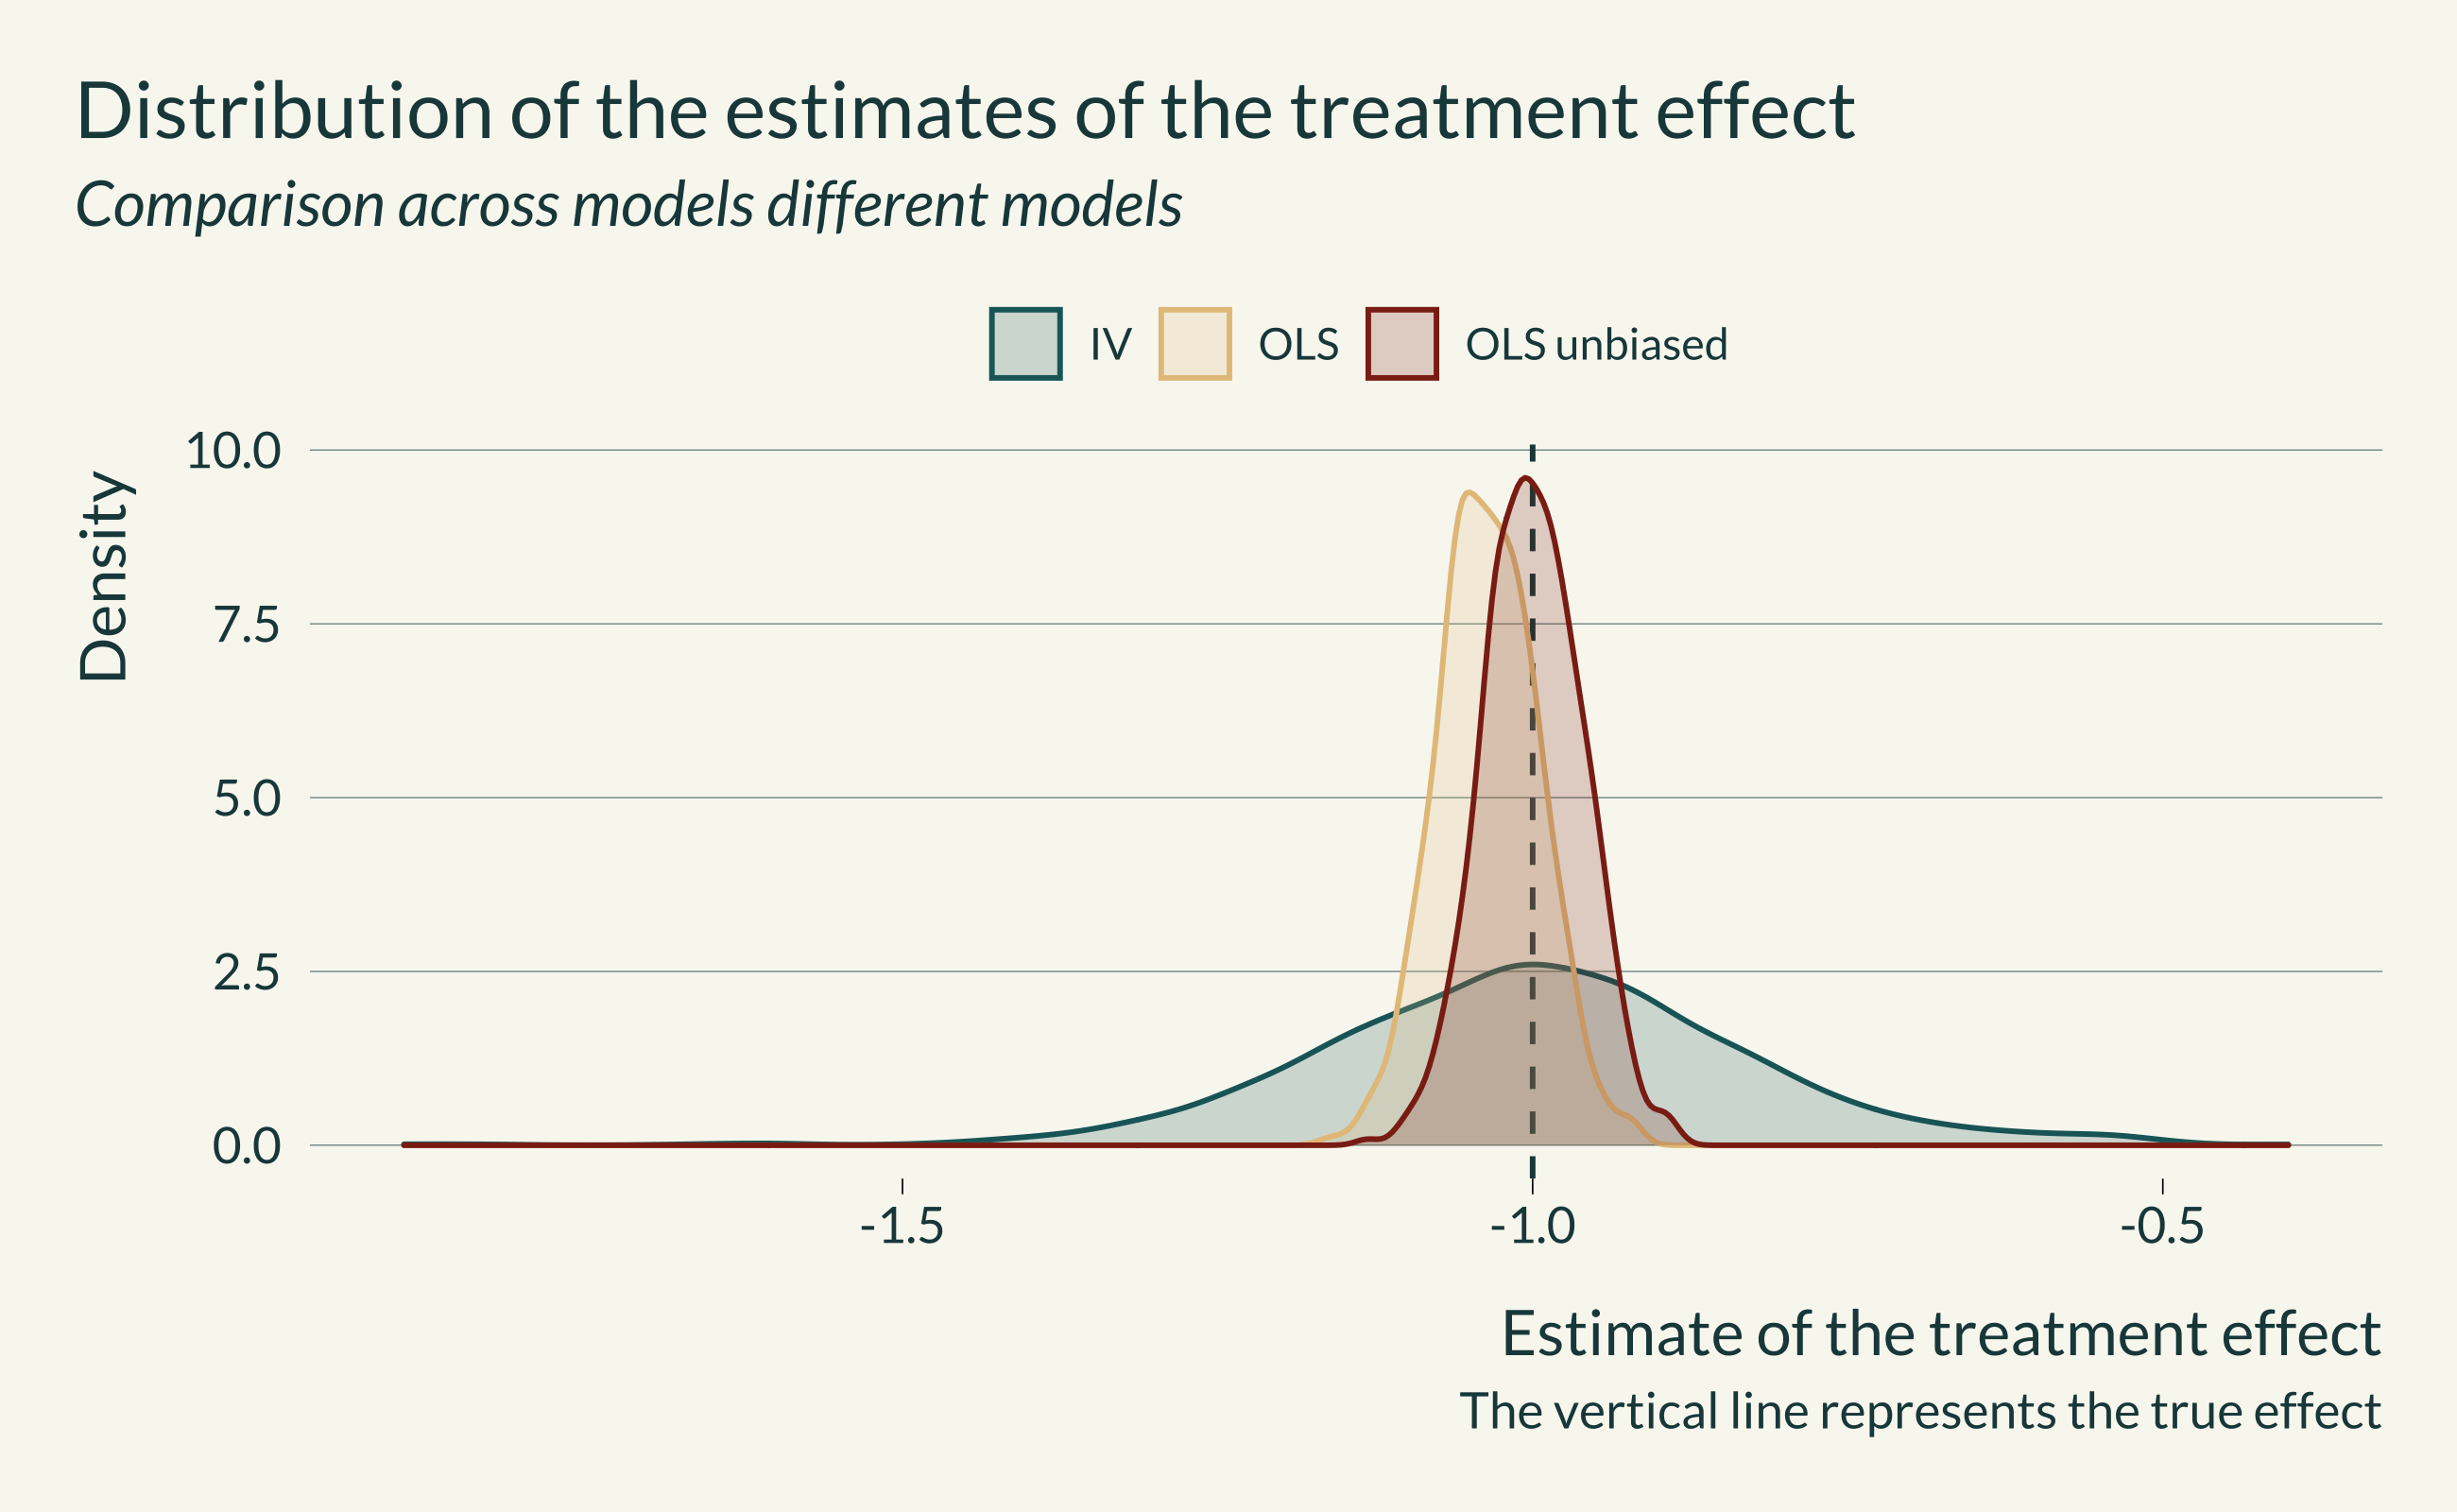 Distribution of the estimates of the treatment effect
Comparison across models different models
IV OLS OLS unbiased
Density
10.0
7.5
5.0
2.5
0.0
-1.5 -1.0 -0.5
Estimate of the treatment effect
The vertical line represents the true effect